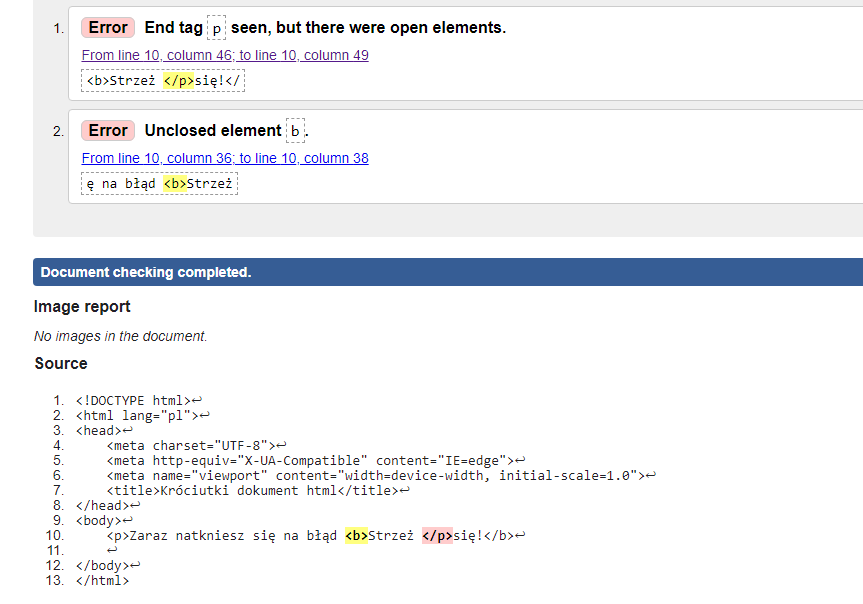 1. Error End tag p seen, but there were open elements.
From line 10, column 46; to line 10, column 49
<b>Strzeż </p>się!</
2. Error Unclosed element b.
From line 10, column 36; to line 10, column 38
ę na błąd <b>Strzeż
Document checking completed.
Image report
No images in the document.
Source
1. <!DOCTYPE html>↩
2. <html lang="pl">↩
3. <head>↩
4. <meta charset="UTF-8">↩
5. <meta http-equiv="X-UA-Compatible" content="IE=edge">↩
6. <meta name="viewport" content="width=device-width, initial-scale=1.0">↩
7. <title>Króciutki dokument html</title>↩
8. </head>↩
9. <body>↩
10. <p>Zaraz natkniesz się na błąd <b>Strzeż </p>się!</b>↩
11. ↩
12. </body>↩
13. </html>